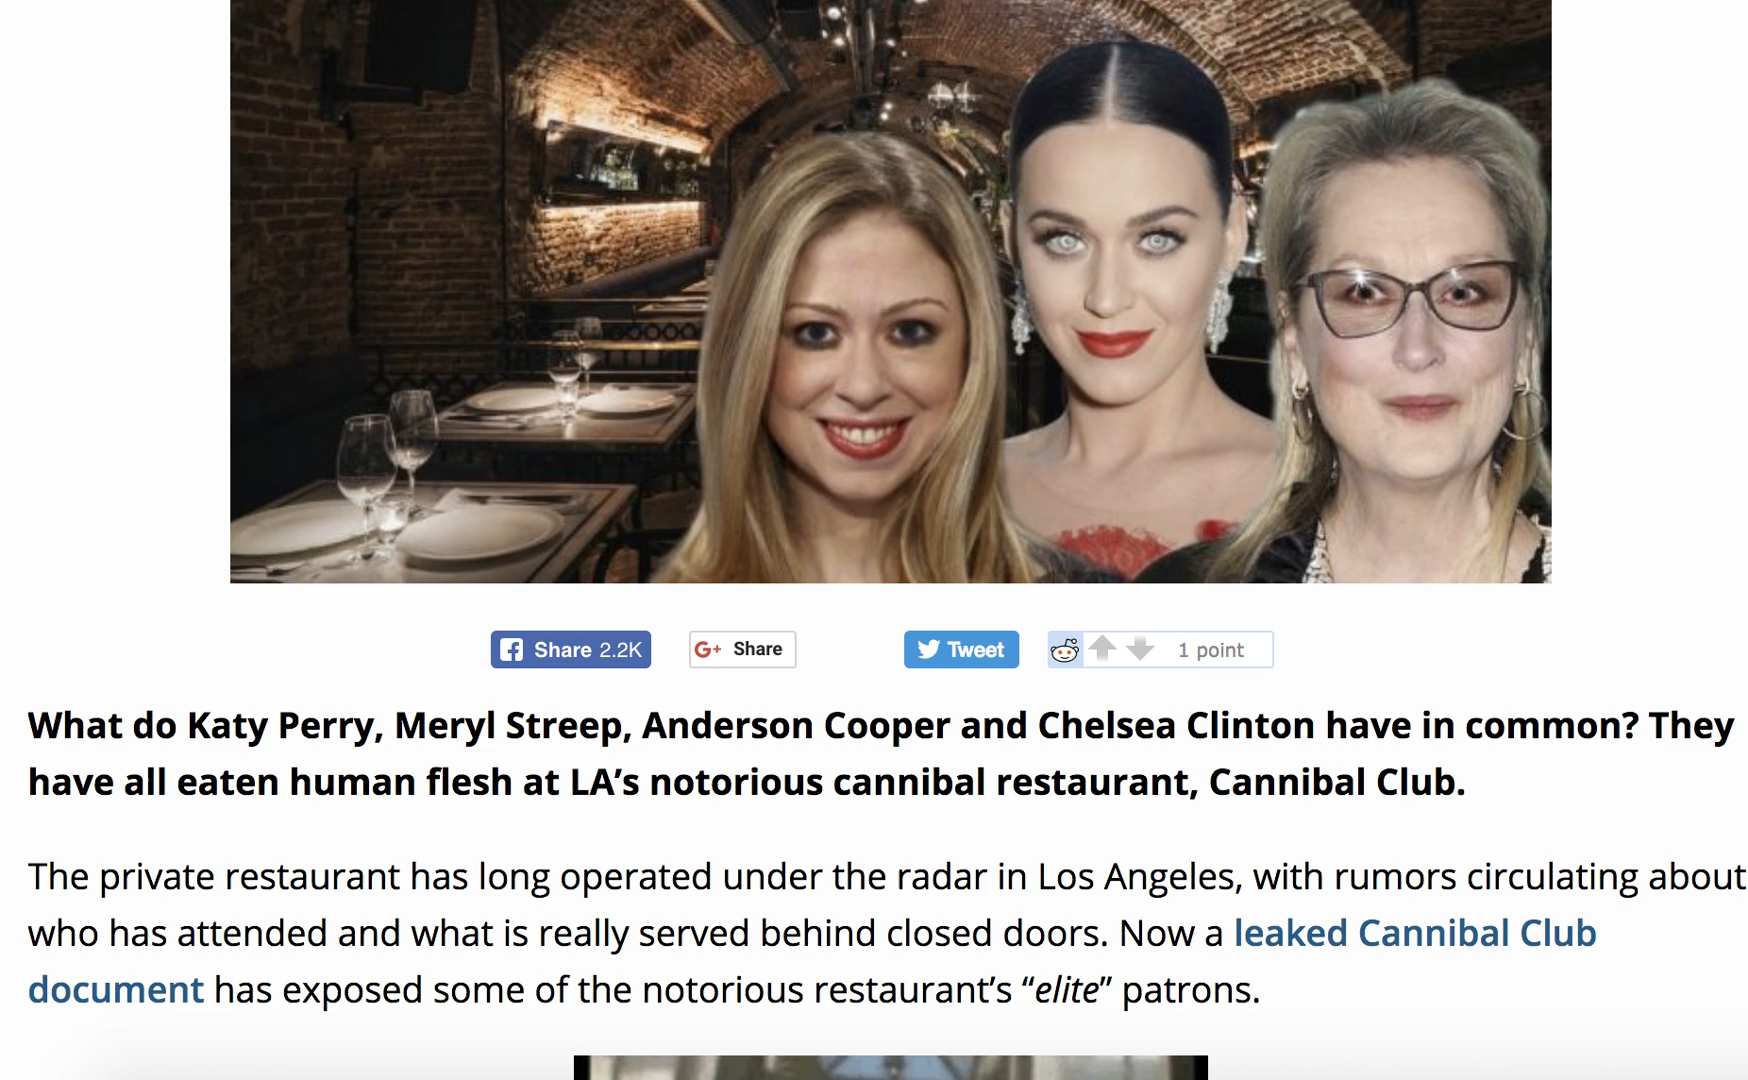 Share 2.2K
G+ Share
Tweet
1 point
What do Katy Perry, Meryl Streep, Anderson Cooper and Chelsea Clinton have in common? They
have all eaten human flesh at LA’s notorious cannibal restaurant, Cannibal Club.
The private restaurant has long operated under the radar in Los Angeles, with rumors circulating about
who has attended and what is really served behind closed doors. Now a leaked Cannibal Club
document has exposed some of the notorious restaurant’s “elite” patrons.